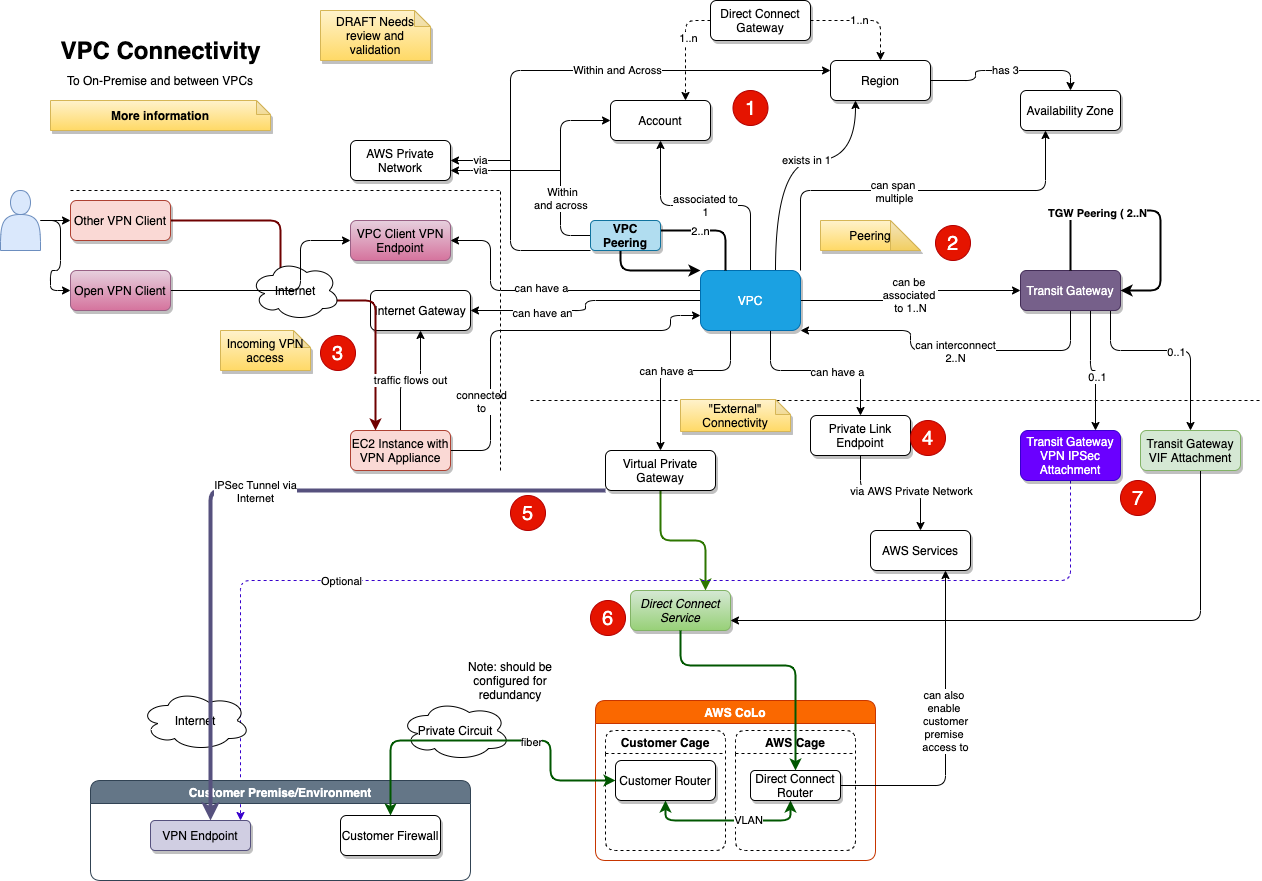 VPC Connectivity
To On-Premise and between VPCs
More information
DRAFT Needs
review and
validation
Direct Connect
Gateway
1..n
1..n
Within and Across
Region
has 3
Availability Zone
Account
1
AWS Private
Network
via
via
exists in 1
Within
and across
associated to
1
can span
multiple
VPC
Peering
2..n
Peering
2
TGW Peering ( 2..N
Other VPN Client
VPC Client VPN
Endpoint
Open VPN Client
Internet
Internet Gateway
can have a
can have an
VPC
can be
associated
to 1..N
Transit Gateway
can interconnect
2..N
Incoming VPN
access
3
traffic flows out
connected
to
can have a
can have a
0..1
0..1
"External"
Connectivity
EC2 Instance with
VPN Appliance
Virtual Private
Gateway
Private Link
Endpoint
4
Transit Gateway
VPN IPSec
Attachment
Transit Gateway
VIF Attachment
7
IPSec Tunnel via
Internet
5
via AWS Private Network
AWS Services
Optional
6
Direct Connect
Service
Note: should be
configured for
redundancy
can also
enable
customer
premise
access to
Internet
Private Circuit
fiber
AWS CoLo
Customer Cage
AWS Cage
Customer Router
Direct Connect
Router
VLAN
Customer Premise/Environment
VPN Endpoint
Customer Firewall